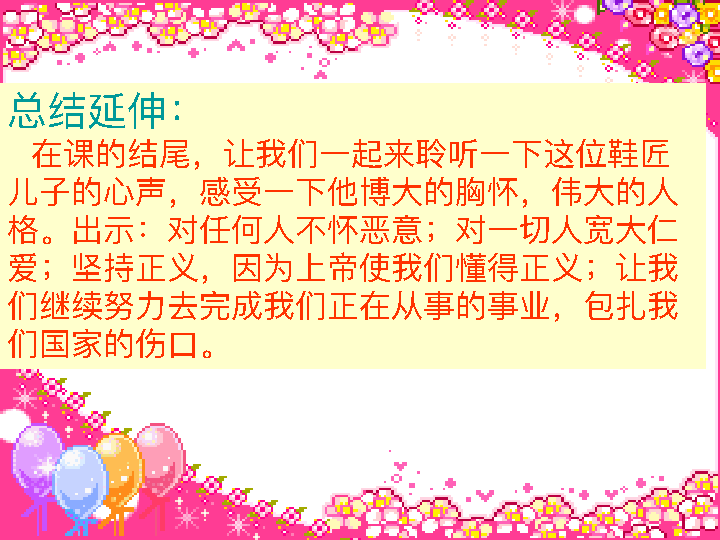 总结延伸：
在课的结尾，让我们一起来聆听一下这位鞋匠
儿子的心声，感受一下他博大的胸怀，伟大的人
格。出示：对任何人不怀恶意；对一切人宽大仁
爱；坚持正义，因为上帝使我们懂得正义；让我
们继续努力去完成我们正在从事的事业，包扎我
们国家的伤口。